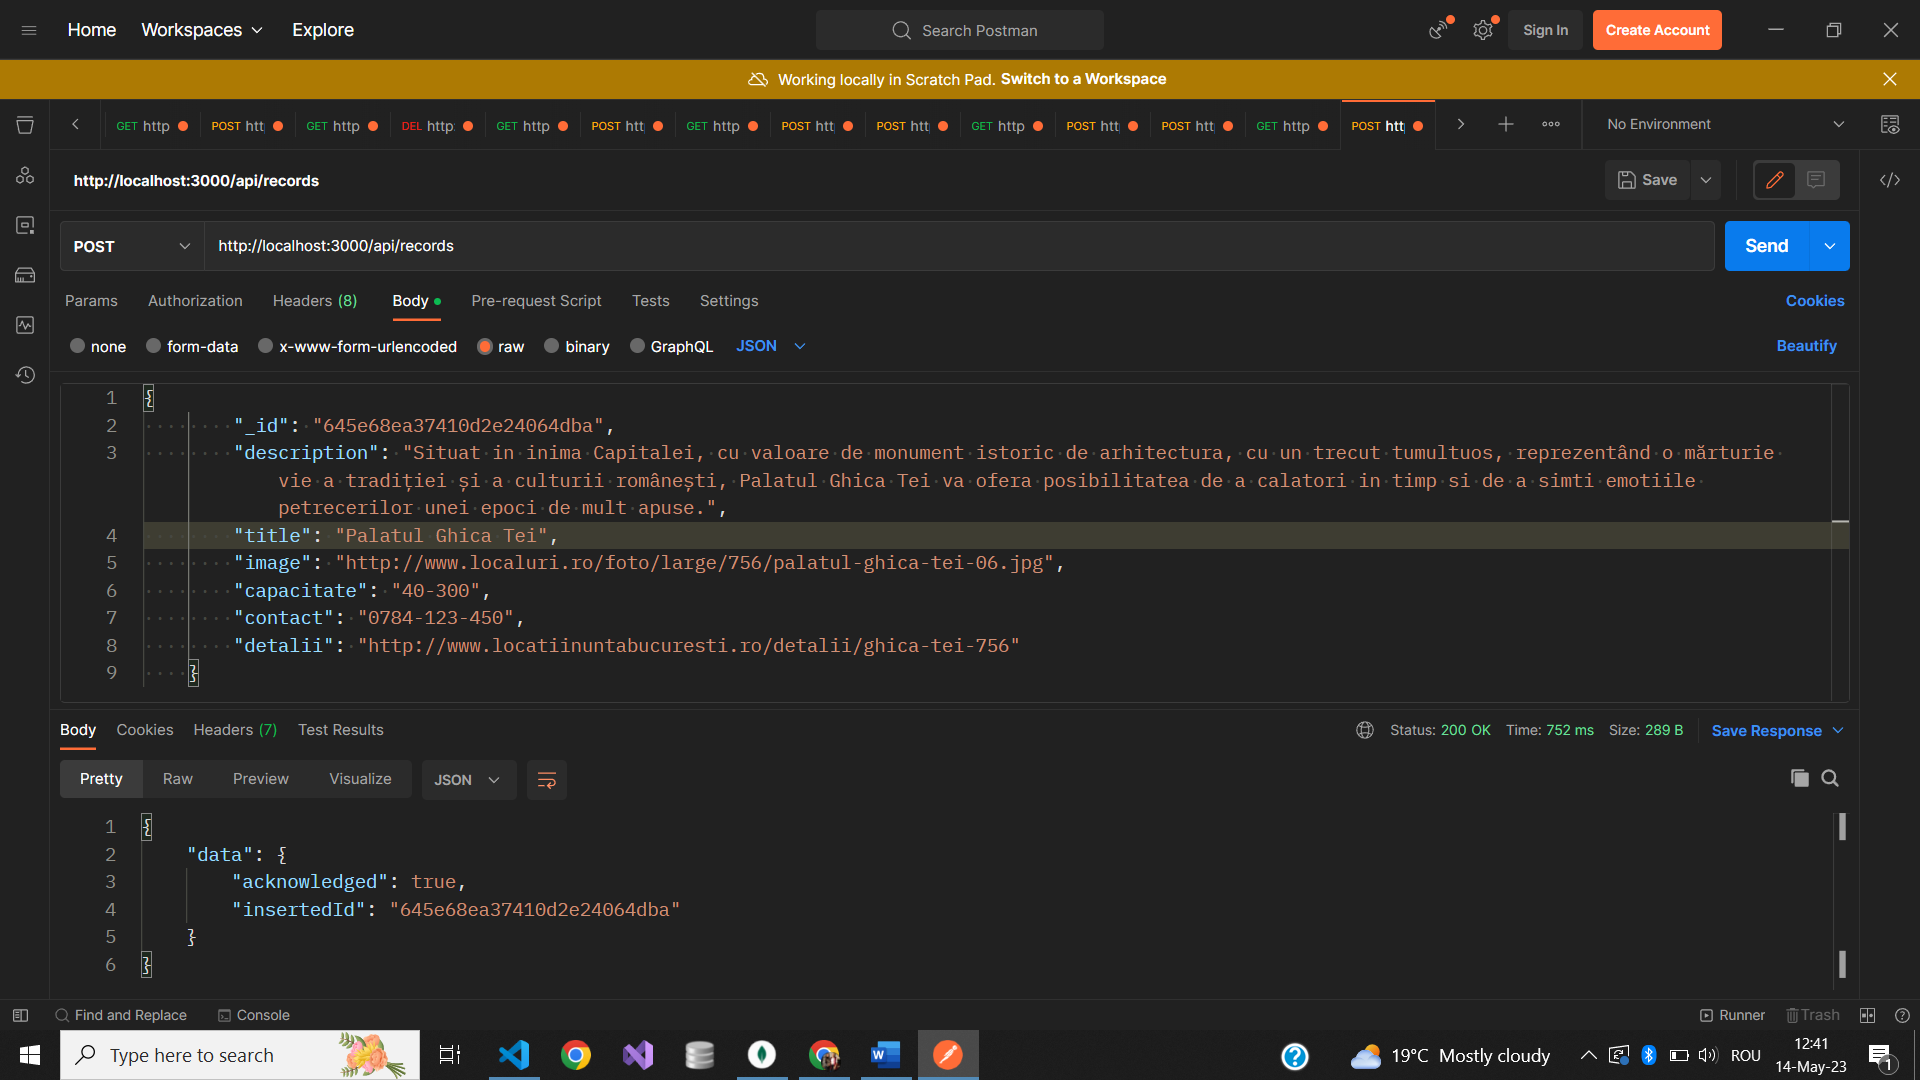 Home Workspaces Explore Search Postman Sign In Create Account
Working locally in Scratch Pad. Switch to a Workspace
GET http POST htt GET http DEL http GET http POST htt GET http POST htt POST htt GET http POST htt POST htt GET http POST htt No Environment
http://localhost:3000/api/records Save
POST http://localhost:3000/api/records Send
Params Authorization Headers (8) Body Pre-request Script Tests Settings Cookies
none form-data x-www-form-urlencoded raw binary GraphQL JSON Beautify
1 {
2 "_id": "645e68ea37410d2e24064dba",
3 "description": "Situat in inima Capitalei, cu valoare de monument istoric de arhitectura, cu un trecut tumultuos, reprezentând o mărturie
vie a tradiției și a culturii românești, Palatul Ghica Tei va ofera posibilitatea de a calatori in timp si de a simti emotiile
petrecerilor unei epoci de mult apuse.",
4 "title": "Palatul Ghica Tei",
5 "image": "http://www.localuri.ro/foto/large/756/palatul-ghica-tei-06.jpg",
6 "capacitate": "40-300",
7 "contact": "0784-123-450",
8 "detalii": "http://www.locatiinuntabucuresti.ro/detalii/ghica-tei-756"
9 }
Body Cookies Headers (7) Test Results Status: 200 OK Time: 752 ms Size: 289 B Save Response
Pretty Raw Preview Visualize JSON
1 {
2 "data": {
3 "acknowledged": true,
4 "insertedId": "645e68ea37410d2e24064dba"
5 }
6 }
Find and Replace Console Runner Trash
Type here to search 19°C Mostly cloudy ROU 12:41
14-May-23 1